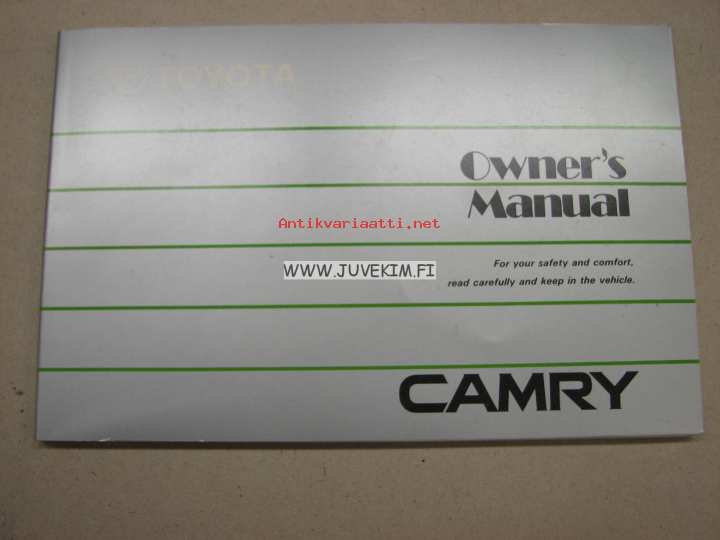 TOYOTA
Owner's
Manual
Antikvariaatti.net
For your safety and comfort,
WWW.JUVEKIM.FI
read carefully and keep in the vehicle.
CAMRY